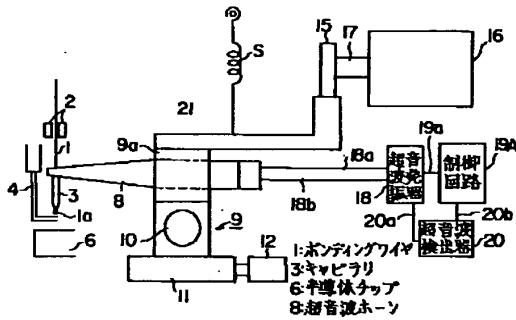 15
17
16
S
2
21
19a
19A
9a
1
18a
超音波発振器
制御回路
4
3
8
18b
18
1a
20a
20b
6
10
9
12
超音波検出器
20
11
1:ボンディングワイヤ
3:キャピラリ
6:半導体チップ
8:超音波ホーン